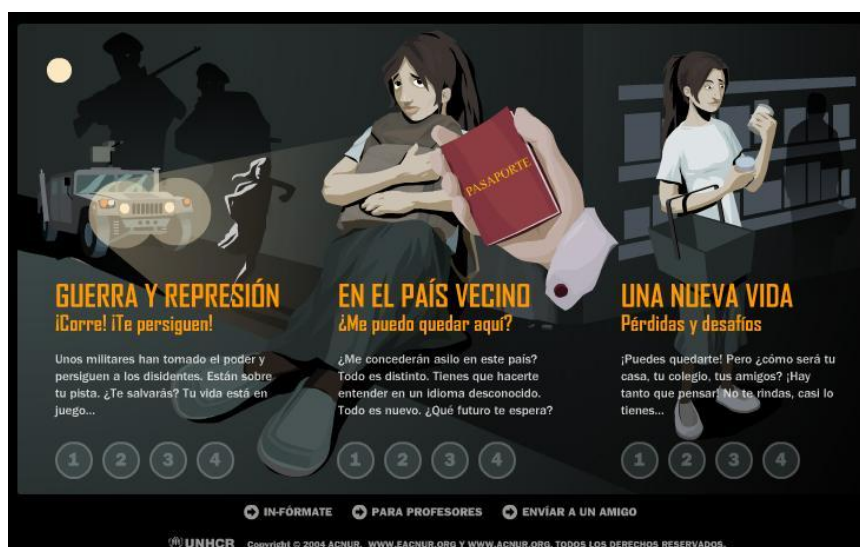 PASAPORTE
GUERRA Y REPRESIÓN
¡Corre! ¡Te persiguen!
Unos militares han tomado el poder y
persiguen a los disidentes. Están sobre
tu pista. ¿Te salvarás? Tu vida está en
juego...
1 2 3 4
EN EL PAÍS VECINO
¿Me puedo quedar aquí?
¿Me concederán asilo en este país?
Todo es distinto. Tienes que hacerte
entender en un idioma desconocido.
Todo es nuevo. ¿Qué futuro te espera?
1 2 3 4
UNA NUEVA VIDA
Pérdidas y desafíos
¡Puedes quedarte! Pero ¿cómo será tu
casa, tu colegio, tus amigos? ¡Hay
tanto que pensar! No te rindas, casi lo
tienes...
1 2 3 4
IN-FÓRMATE PARA PROFESORES ENVÍAR A UN AMIGO
UNHCR Copyright © 2004 ACNUR. WWW.EACNUR.ORG Y WWW.ACNUR.ORG. TODOS LOS DERECHOS RESERVADOS.